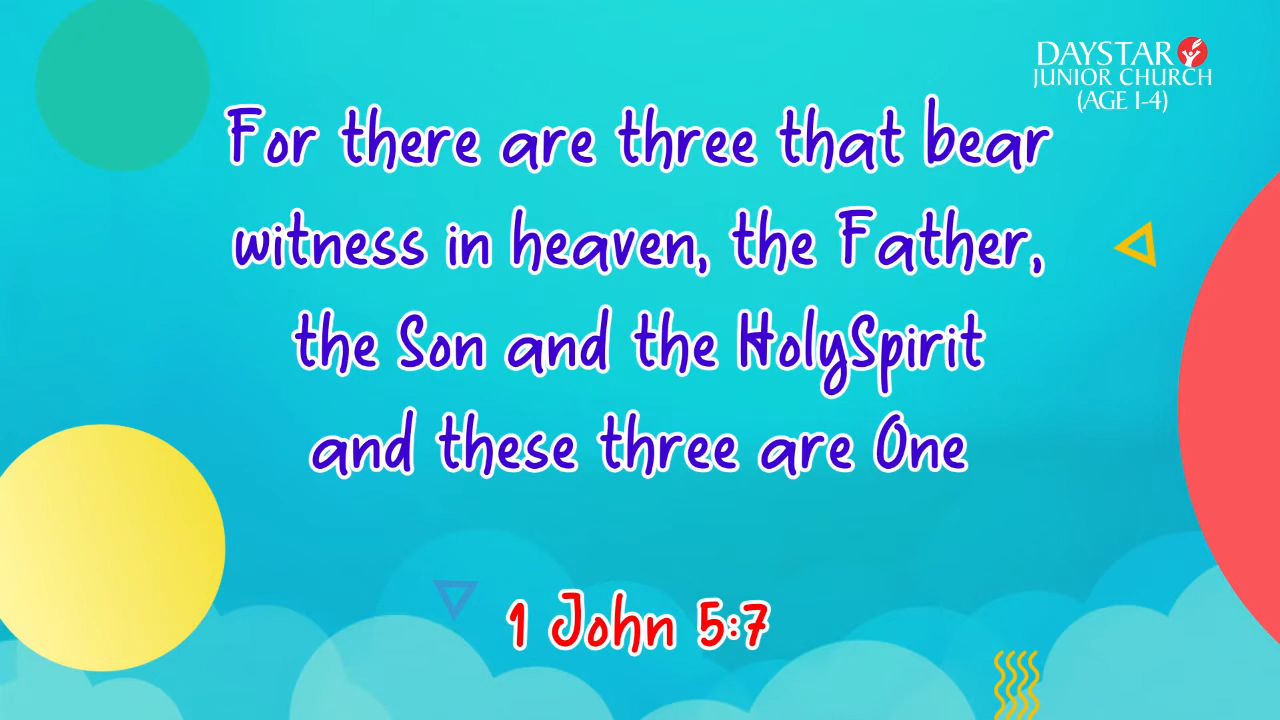 DAYSTAR
JUNIOR CHURCH
(AGE 1-4)
For there are three that bear
witness in heaven, the Father,
the Son and the HolySpirit
and these three are One
1 John 5:7